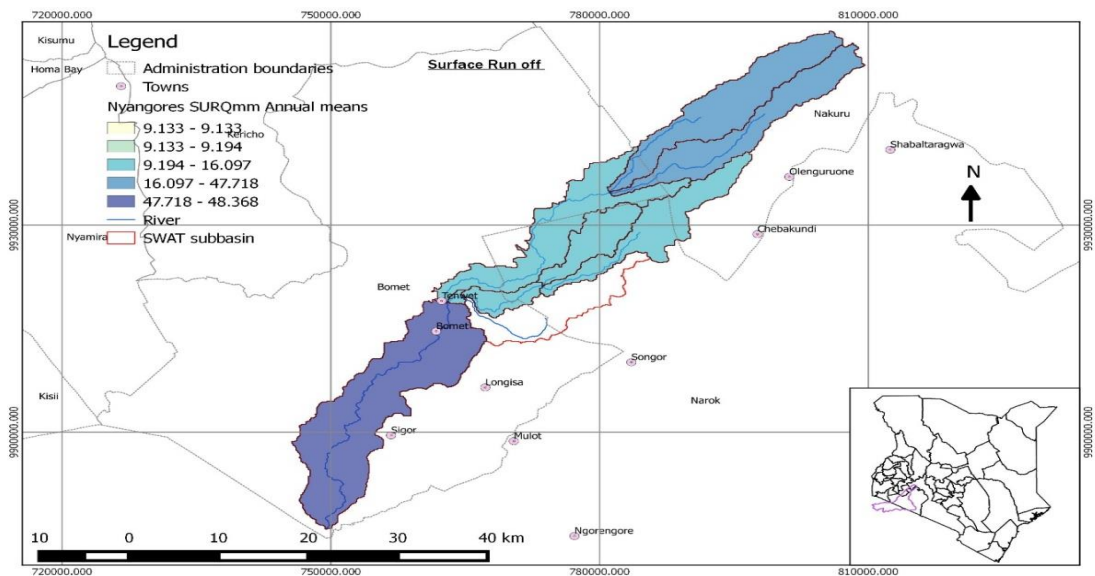 720000.000 750000.000 780000.000 810000.000
Kisumu
Legend
Surface Run off
Homa Bay
Administration boundaries
Towns
Nyangores SURQmm Annual means
9.133 - 9.133
Kericho
9.133 - 9.194
9.194 - 16.097
16.097 - 47.718
47.718 - 48.368
River
Nyamira
SWAT subbasin
Nakuru
Shabaltaragwa
Olenguruone
N
9930000.000 9930000.000
Chebakundi
Bomet
Tenwet
Bomet
Songor
Longisa
Narok
Kisii
Sigor
Mulot
9900000.000 9900000.000
Ngorengore
10 0 10 20 30 40 km
720000.000 750000.000 780000.000 810000.000